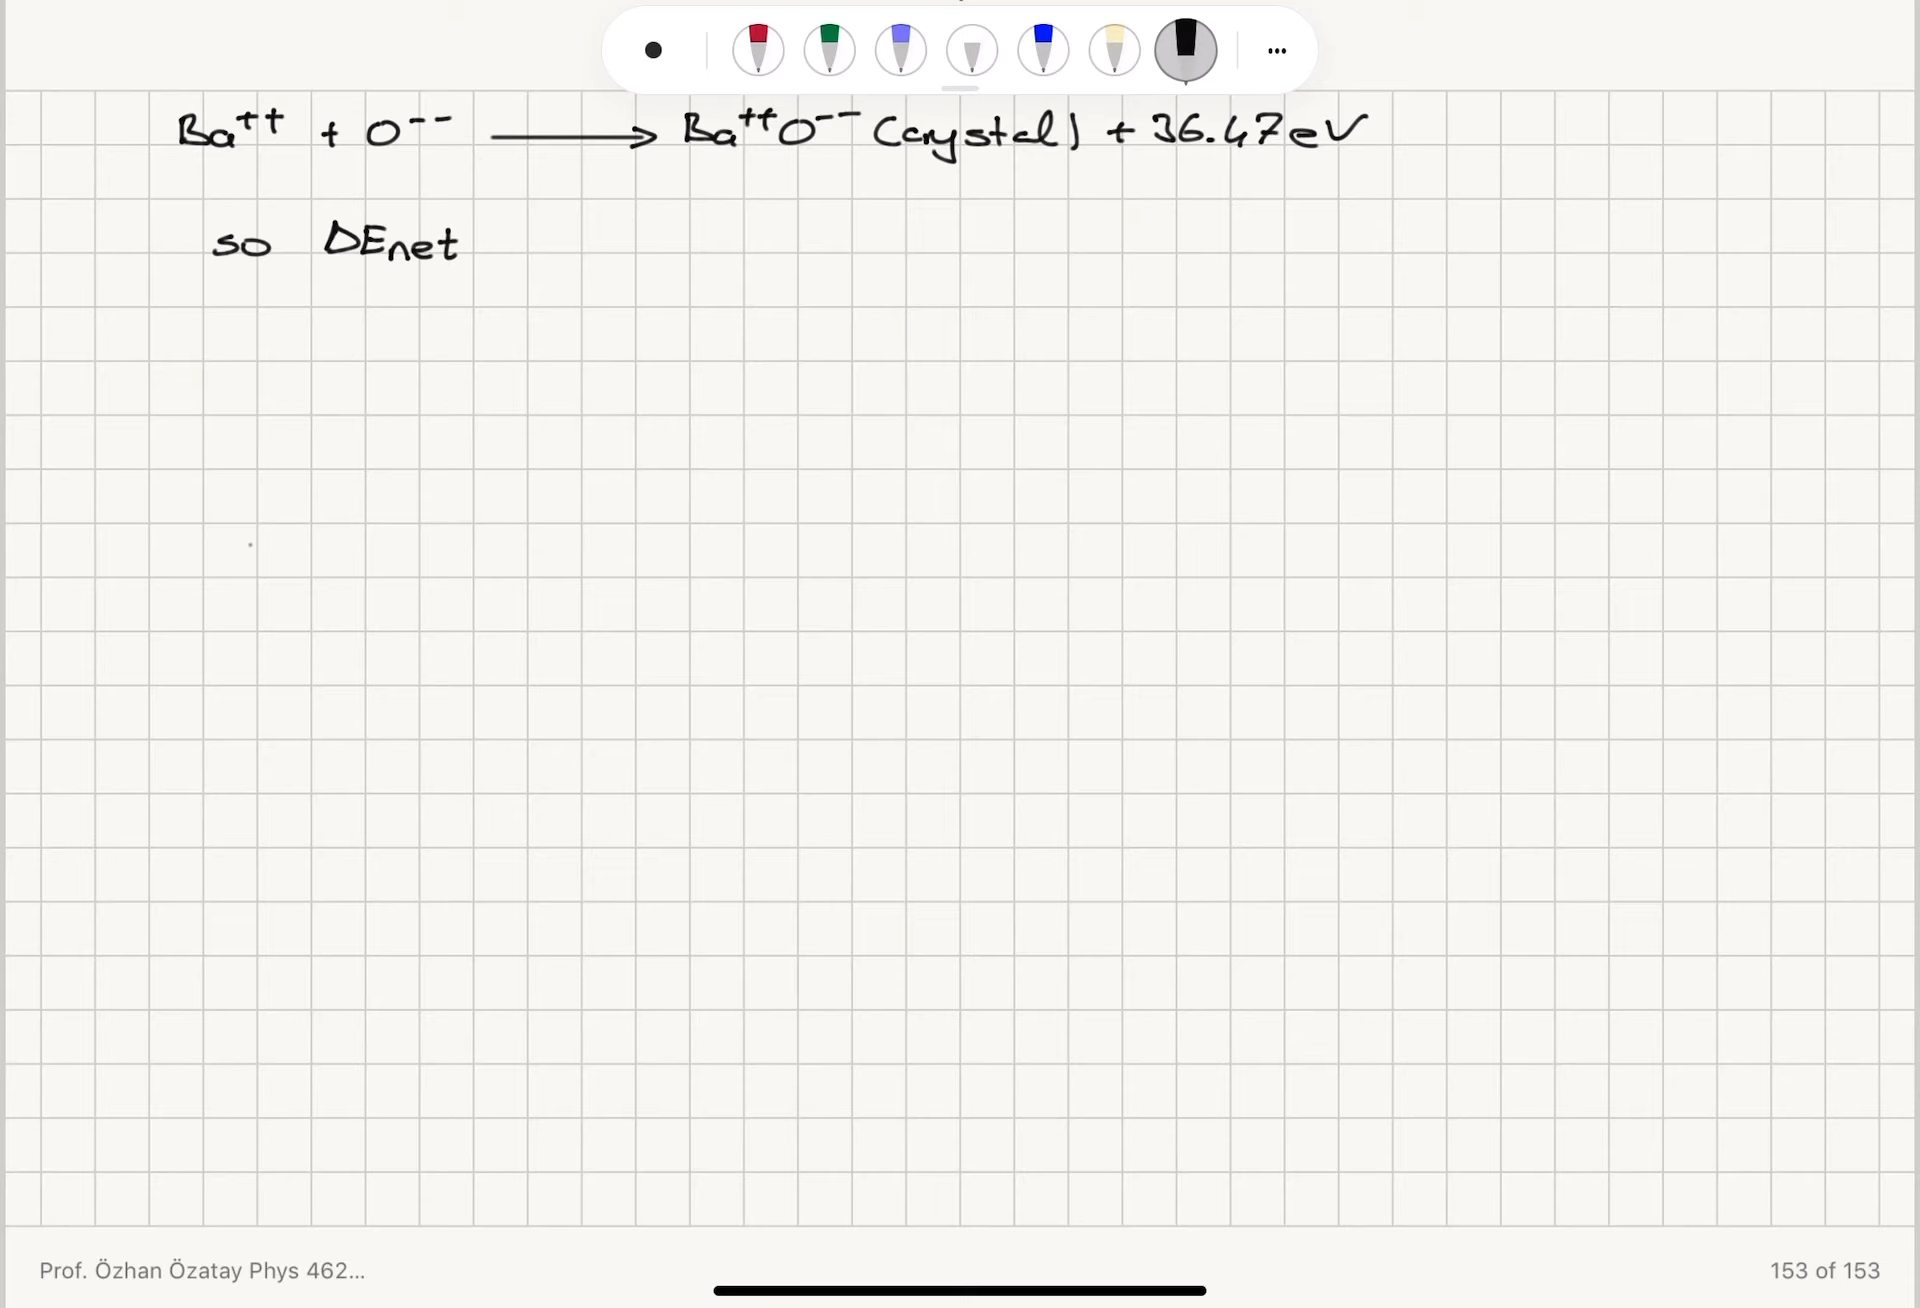 Ba⁺⁺ + O⁻⁻ ⟶ Ba⁺⁺O⁻⁻ (crystal) + 36.47eV
so ΔEnet
Prof. Özhan Özatay Phys 462...
153 of 153